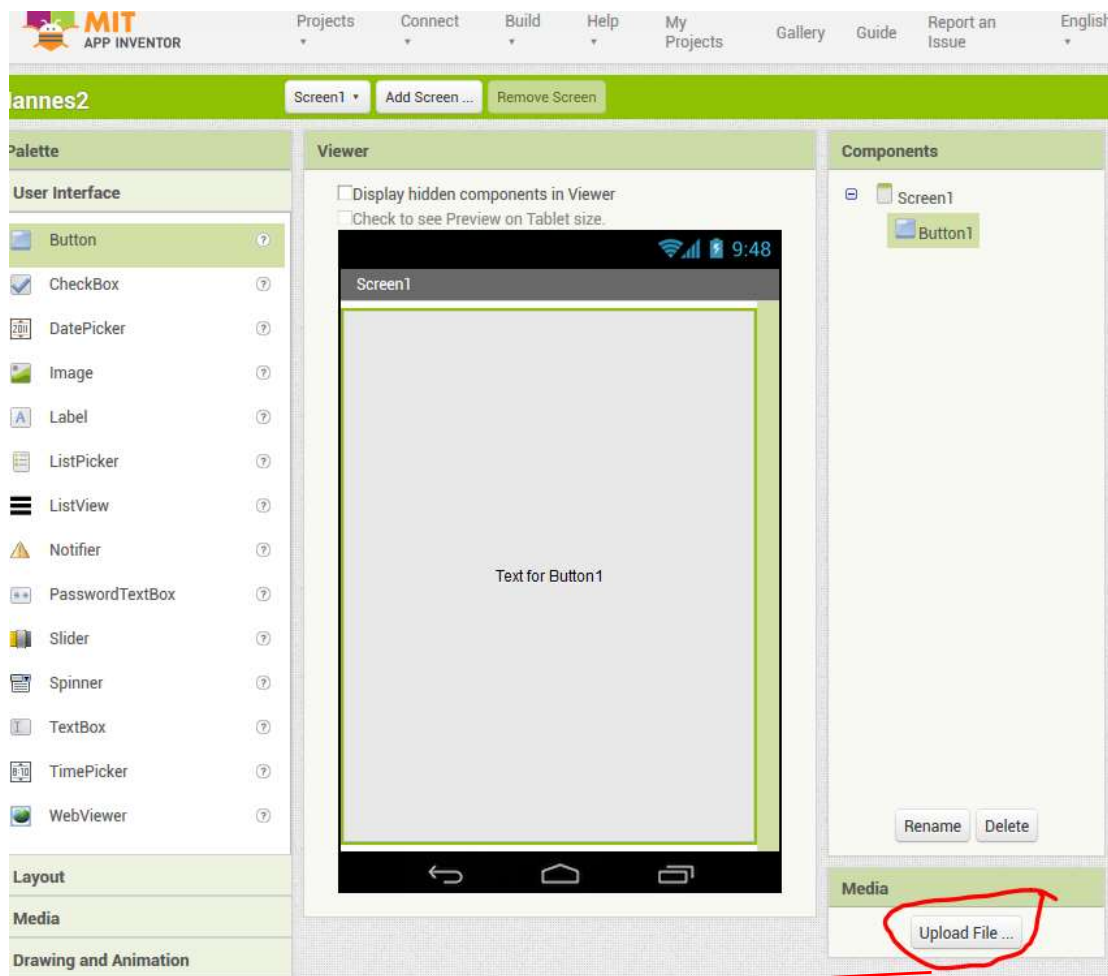 MIT
APP INVENTOR
Projects
Connect
Build
Help
My
Projects
Gallery
Guide
Report an
Issue
English
lannes2
Screen1
Add Screen ...
Remove Screen
Palette
User Interface
Button
CheckBox
DatePicker
Image
Label
ListPicker
ListView
Notifier
PasswordTextBox
Slider
Spinner
TextBox
TimePicker
WebViewer
Layout
Media
Drawing and Animation
Viewer
Display hidden components in Viewer
Check to see Preview on Tablet size.
9:48
Screen1
Text for Button1
Components
Screen1
Button1
Rename
Delete
Media
Upload File ...